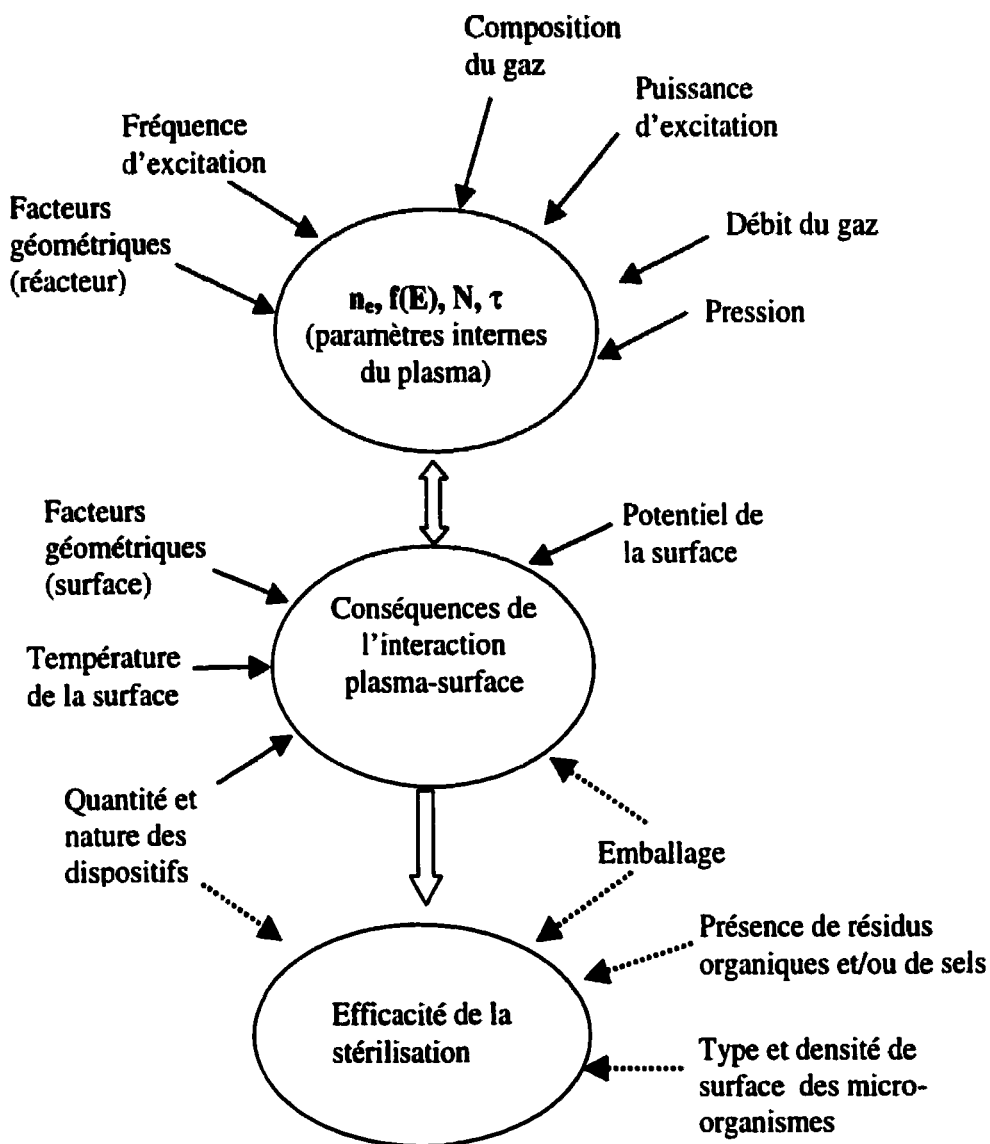 Composition
du gaz
Puissance
d'excitation
Fréquence
d'excitation
Facteurs
géométriques
(réacteur)
Débit du gaz
n_e, f(E), N, τ
(paramètres internes
du plasma)
Pression
Facteurs
géométriques
(surface)
Potentiel de
la surface
Conséquences de
l'interaction
plasma-surface
Température
de la surface
Quantité et
nature des
dispositifs
Emballage
Présence de résidus
organiques et/ou de sels
Efficacité de la
stérilisation
Type et densité de
surface des micro-
organismes